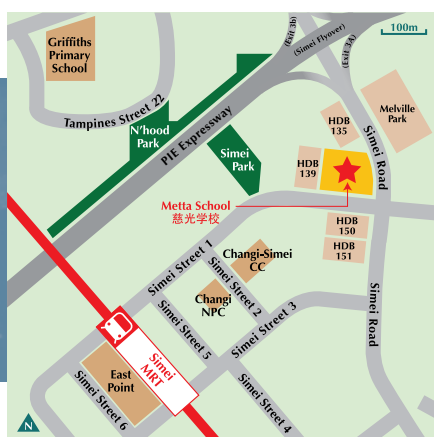 (Exit 3b)
(Simei Flyover)
(Exit 3A)
100m
Griffiths
Primary
School
Tampines Street 22
N'hood
Park
PIE Expressway
Simei
Park
HDB
135
Melville
Park
Simei Road
HDB
139
Metta School
慈光学校
HDB
150
HDB
151
Simei Street 1
Changi-Simei
CC
Simei Street 2
Changi
NPC
Simei Street 3
Simei Road
Simei Street 5
Simei
MRT
East
Point
Simei Street 6
Simei Street 4
N